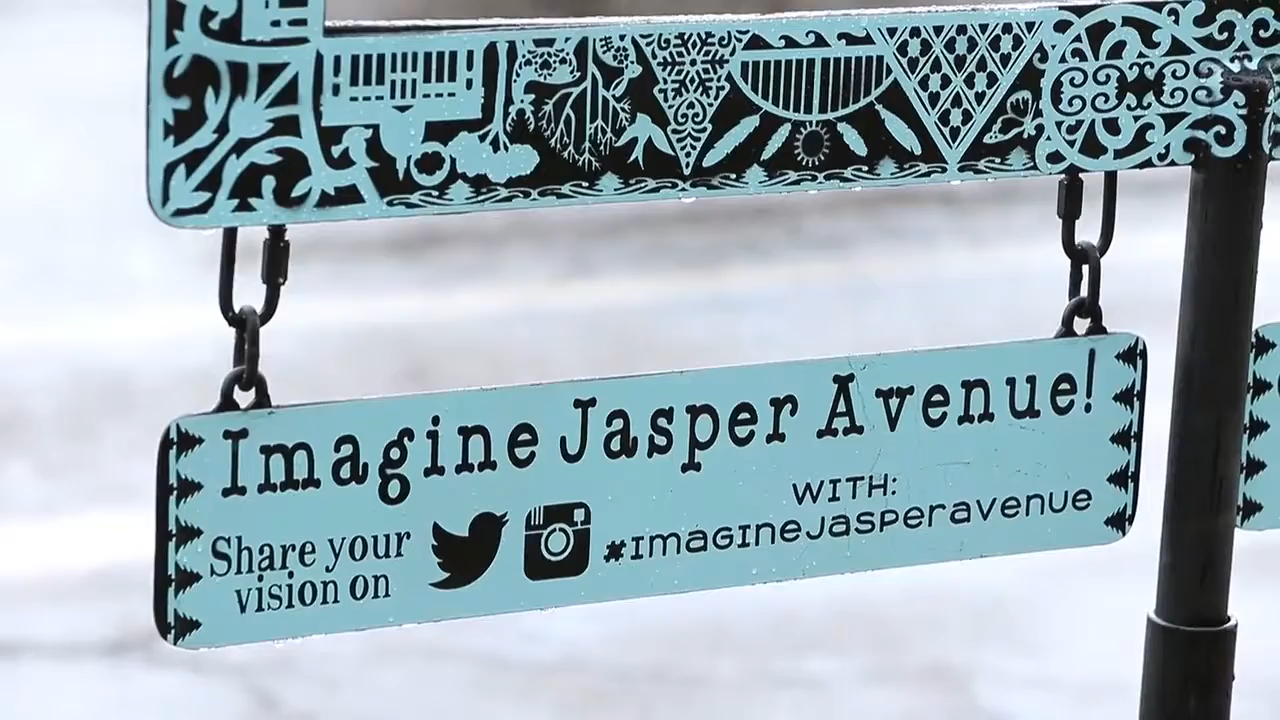 Imagine Jasper Avenue!
Share your
vision on
WITH:
#imagineJasperavenue